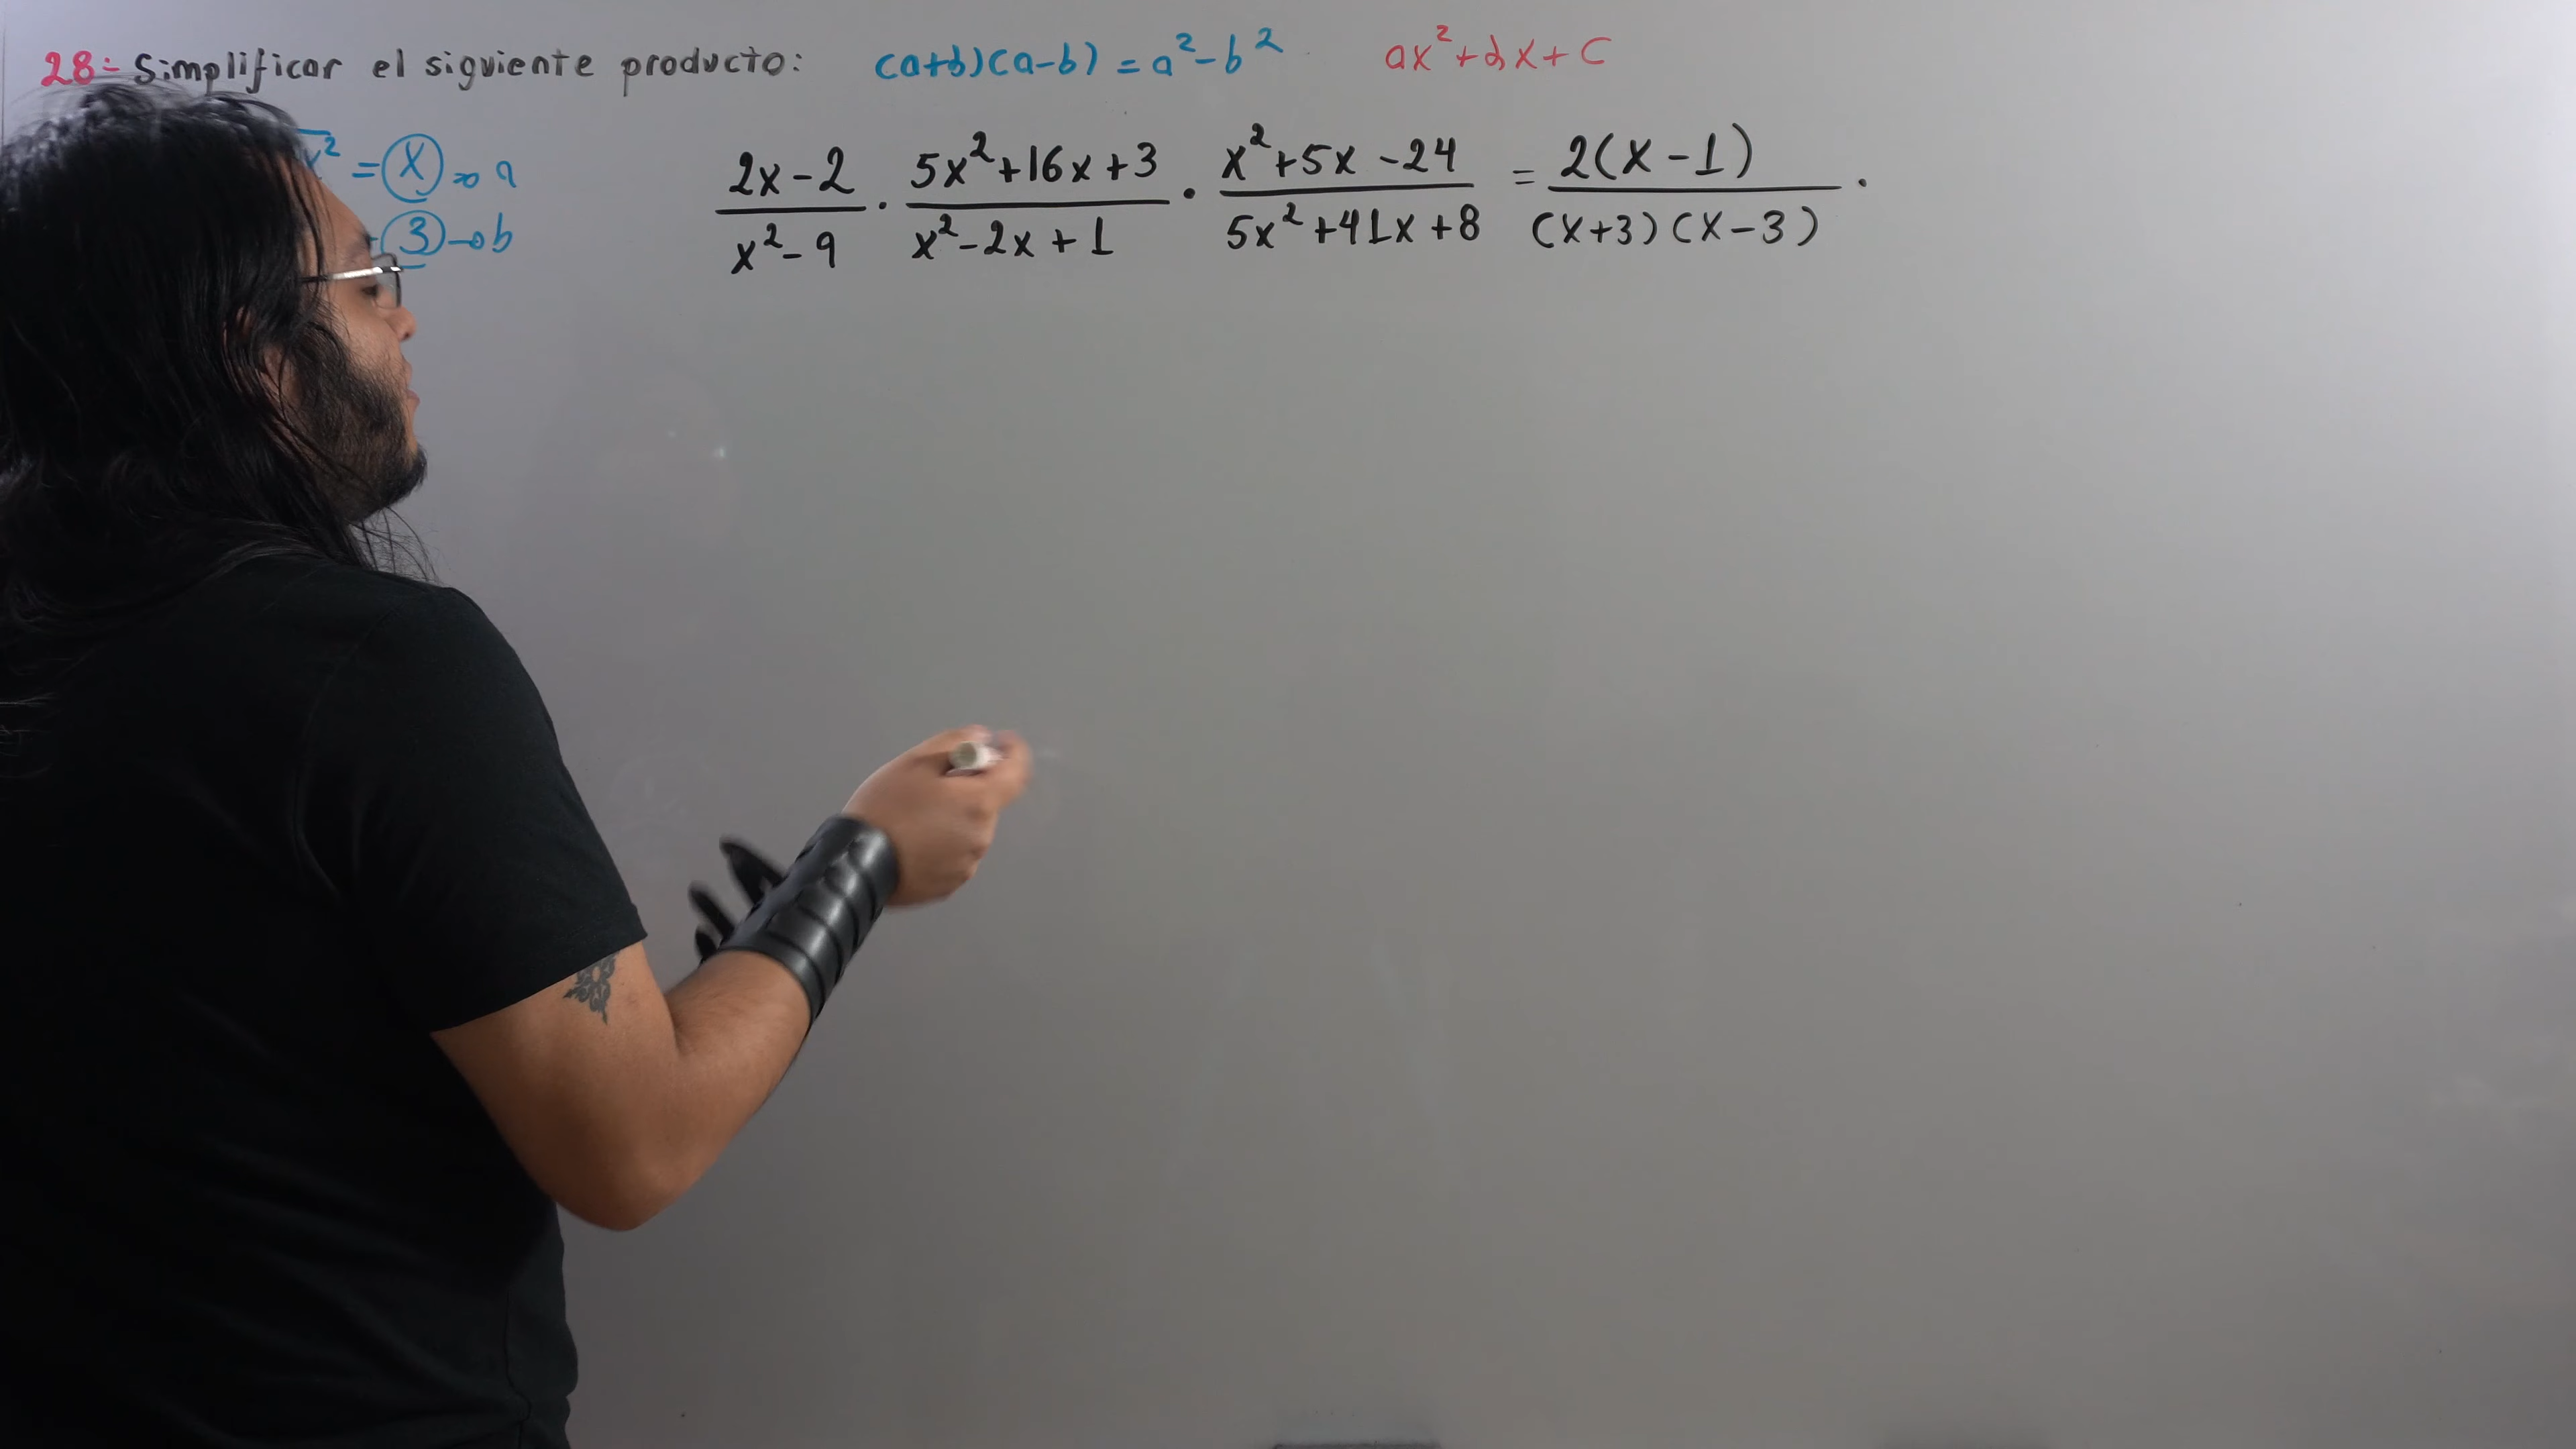 28:- Simplificar el siguiente producto: (a+b)(a-b) = a² - b² ax² + bx + c
x² = x → a
3 → b
(2x - 2)/(x² - 9) · (5x² + 16x + 3)/(x² - 2x + 1) · (x² + 5x - 24)/(5x² + 41x + 8) = 2(x - 1)/((x+3)(x-3)) ·